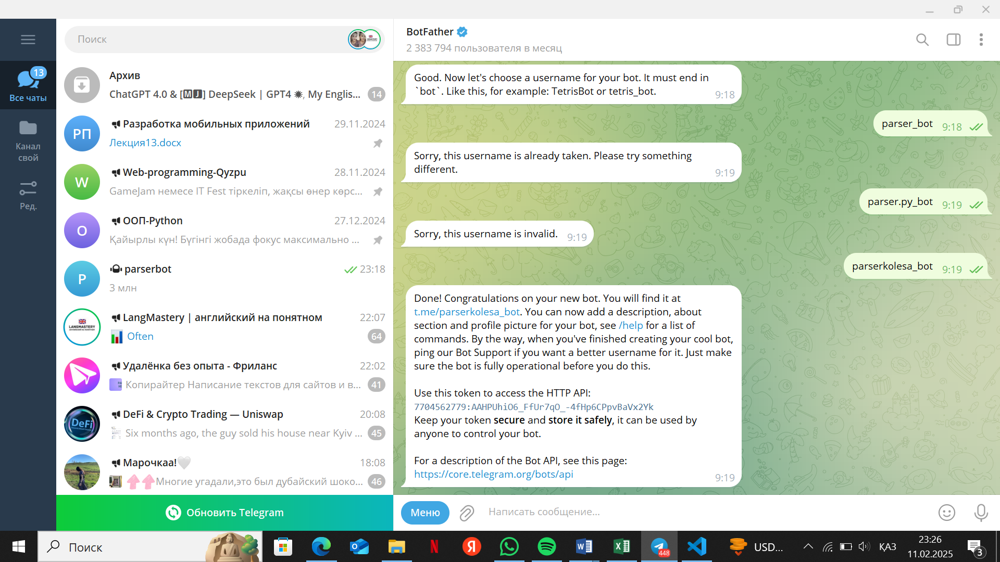 Поиск
13
Все чаты
Канал
свой
Ред.
Архив
ChatGPT 4.0 & [🅼🅹] DeepSeek | GPT4 ✹, My Englis...
14
РП
Разработка мобильных приложений
29.11.2024
Лекция13.docx
W
Web-programming-Qyzpu
28.11.2024
GameJam немесе IT Fest тіркеліп, жақсы өнер көрс...
О
ООП-Python
27.12.2024
Қайырлы күн! Бүгінгі жобада фокус максимально ...
P
parserbot
23:18
3 млн
LANGMASTERY
LangMastery | английский на понятном
22:07
Often
64
Удалёнка без опыта - Фриланс
22:02
Копирайтер Написание текстов для сайтов и в...
41
DeFi
DeFi & Crypto Trading — Uniswap
20:08
Six months ago, the guy sold his house near Kyiv ...
45
Марочкаа!🤍
18:08
Многие угадали,это был дубайский шоко...
46
Обновить Telegram
BotFather
2 383 794 пользователя в месяц
Good. Now let's choose a username for your bot. It must end in
`bot`. Like this, for example: TetrisBot or tetris_bot.
9:18
parser_bot
9:18
Sorry, this username is already taken. Please try something
different.
9:19
parser.py_bot
9:19
Sorry, this username is invalid.
9:19
parserkolesa_bot
9:19
Done! Congratulations on your new bot. You will find it at
t.me/parserkolesa_bot. You can now add a description, about
section and profile picture for your bot, see /help for a list of
commands. By the way, when you've finished creating your cool bot,
ping our Bot Support if you want a better username for it. Just make
sure the bot is fully operational before you do this.
Use this token to access the HTTP API:
7704562779:AAHPUhiO6_FfUr7qO_-4fHp6CPpvBaVx2Yk
Keep your token secure and store it safely, it can be used by
anyone to control your bot.
For a description of the Bot API, see this page:
https://core.telegram.org/bots/api
9:19
Меню
Написать сообщение...
Поиск
448
USD...
ҚАЗ
23:26
11.02.2025
3